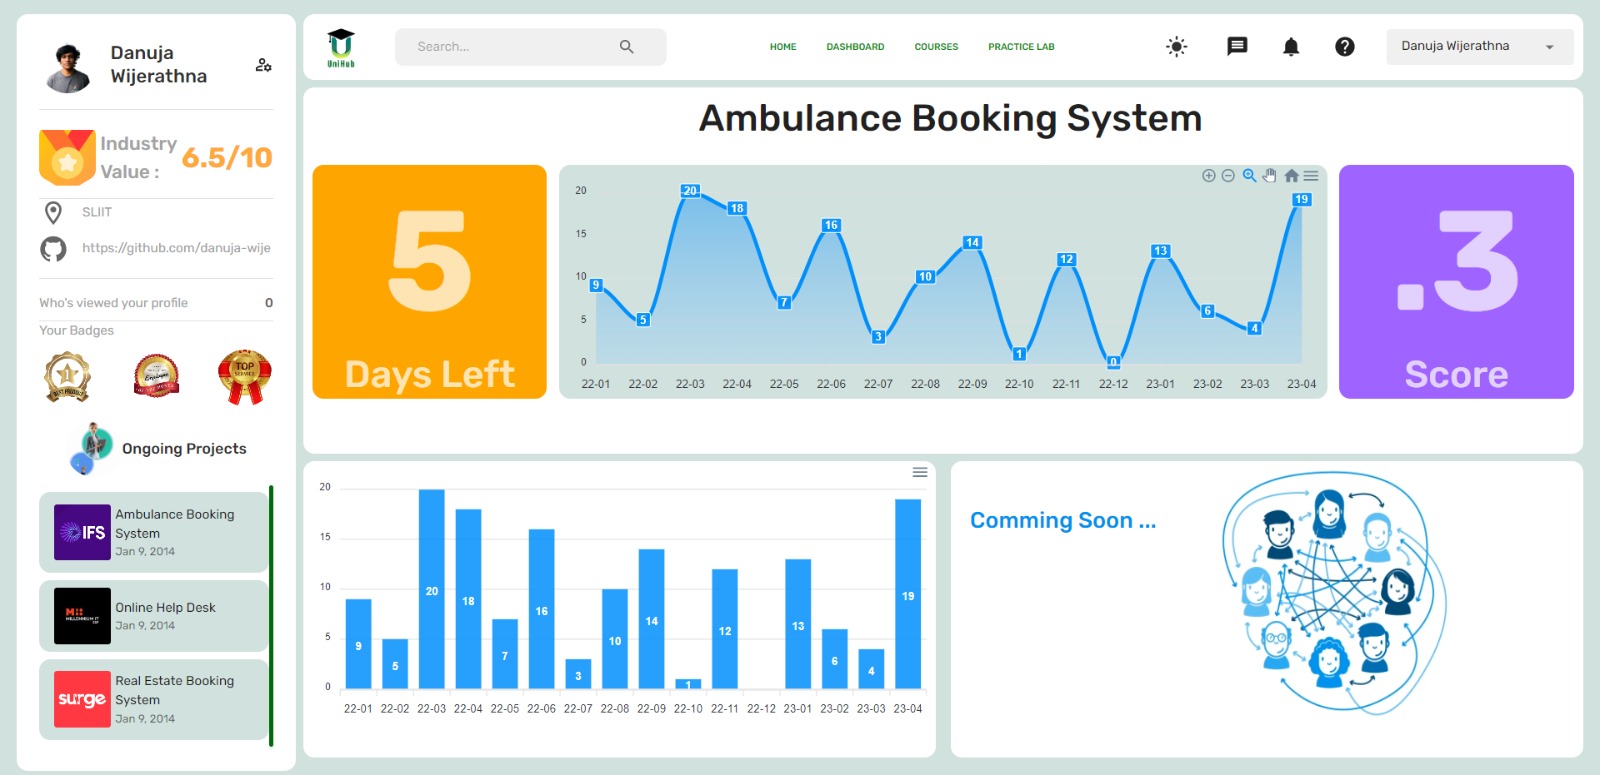 Danuja
Wijerathna
Industry
Value :
6.5/10
SLIIT
https://github.com/danuja-wije
Who's viewed your profile 0
Your Badges
TOP
SERVICE
Ongoing Projects
IFS
Ambulance Booking
System
Jan 9, 2014
MILLENNIUM IT
ESP
Online Help Desk
Jan 9, 2014
surge
Real Estate Booking
System
Jan 9, 2014
UniHub
Search...
HOME DASHBOARD COURSES PRACTICE LAB
Danuja Wijerathna
Ambulance Booking System
5
Days Left
20
15
10
5
0
9 5 20 18 7 16 3 10 14 1 12 0 13 6 4 19
22-01 22-02 22-03 22-04 22-05 22-06 22-07 22-08 22-09 22-10 22-11 22-12 23-01 23-02 23-03 23-04
.3
Score
20
15
10
5
0
9 5 20 18 7 16 3 10 14 1 12 13 6 4 19
22-01 22-02 22-03 22-04 22-05 22-06 22-07 22-08 22-09 22-10 22-11 22-12 23-01 23-02 23-03 23-04
Comming Soon ...